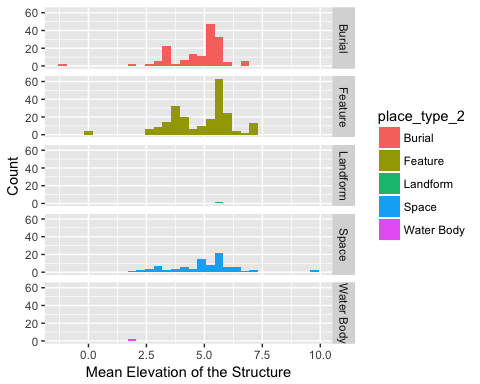 60
40
20
0
Burial
60
40
20
0
Feature
60
40
20
0
Landform
60
40
20
0
Space
60
40
20
0
Water Body
Count
0.0 2.5 5.0 7.5 10.0
Mean Elevation of the Structure
place_type_2
Burial
Feature
Landform
Space
Water Body